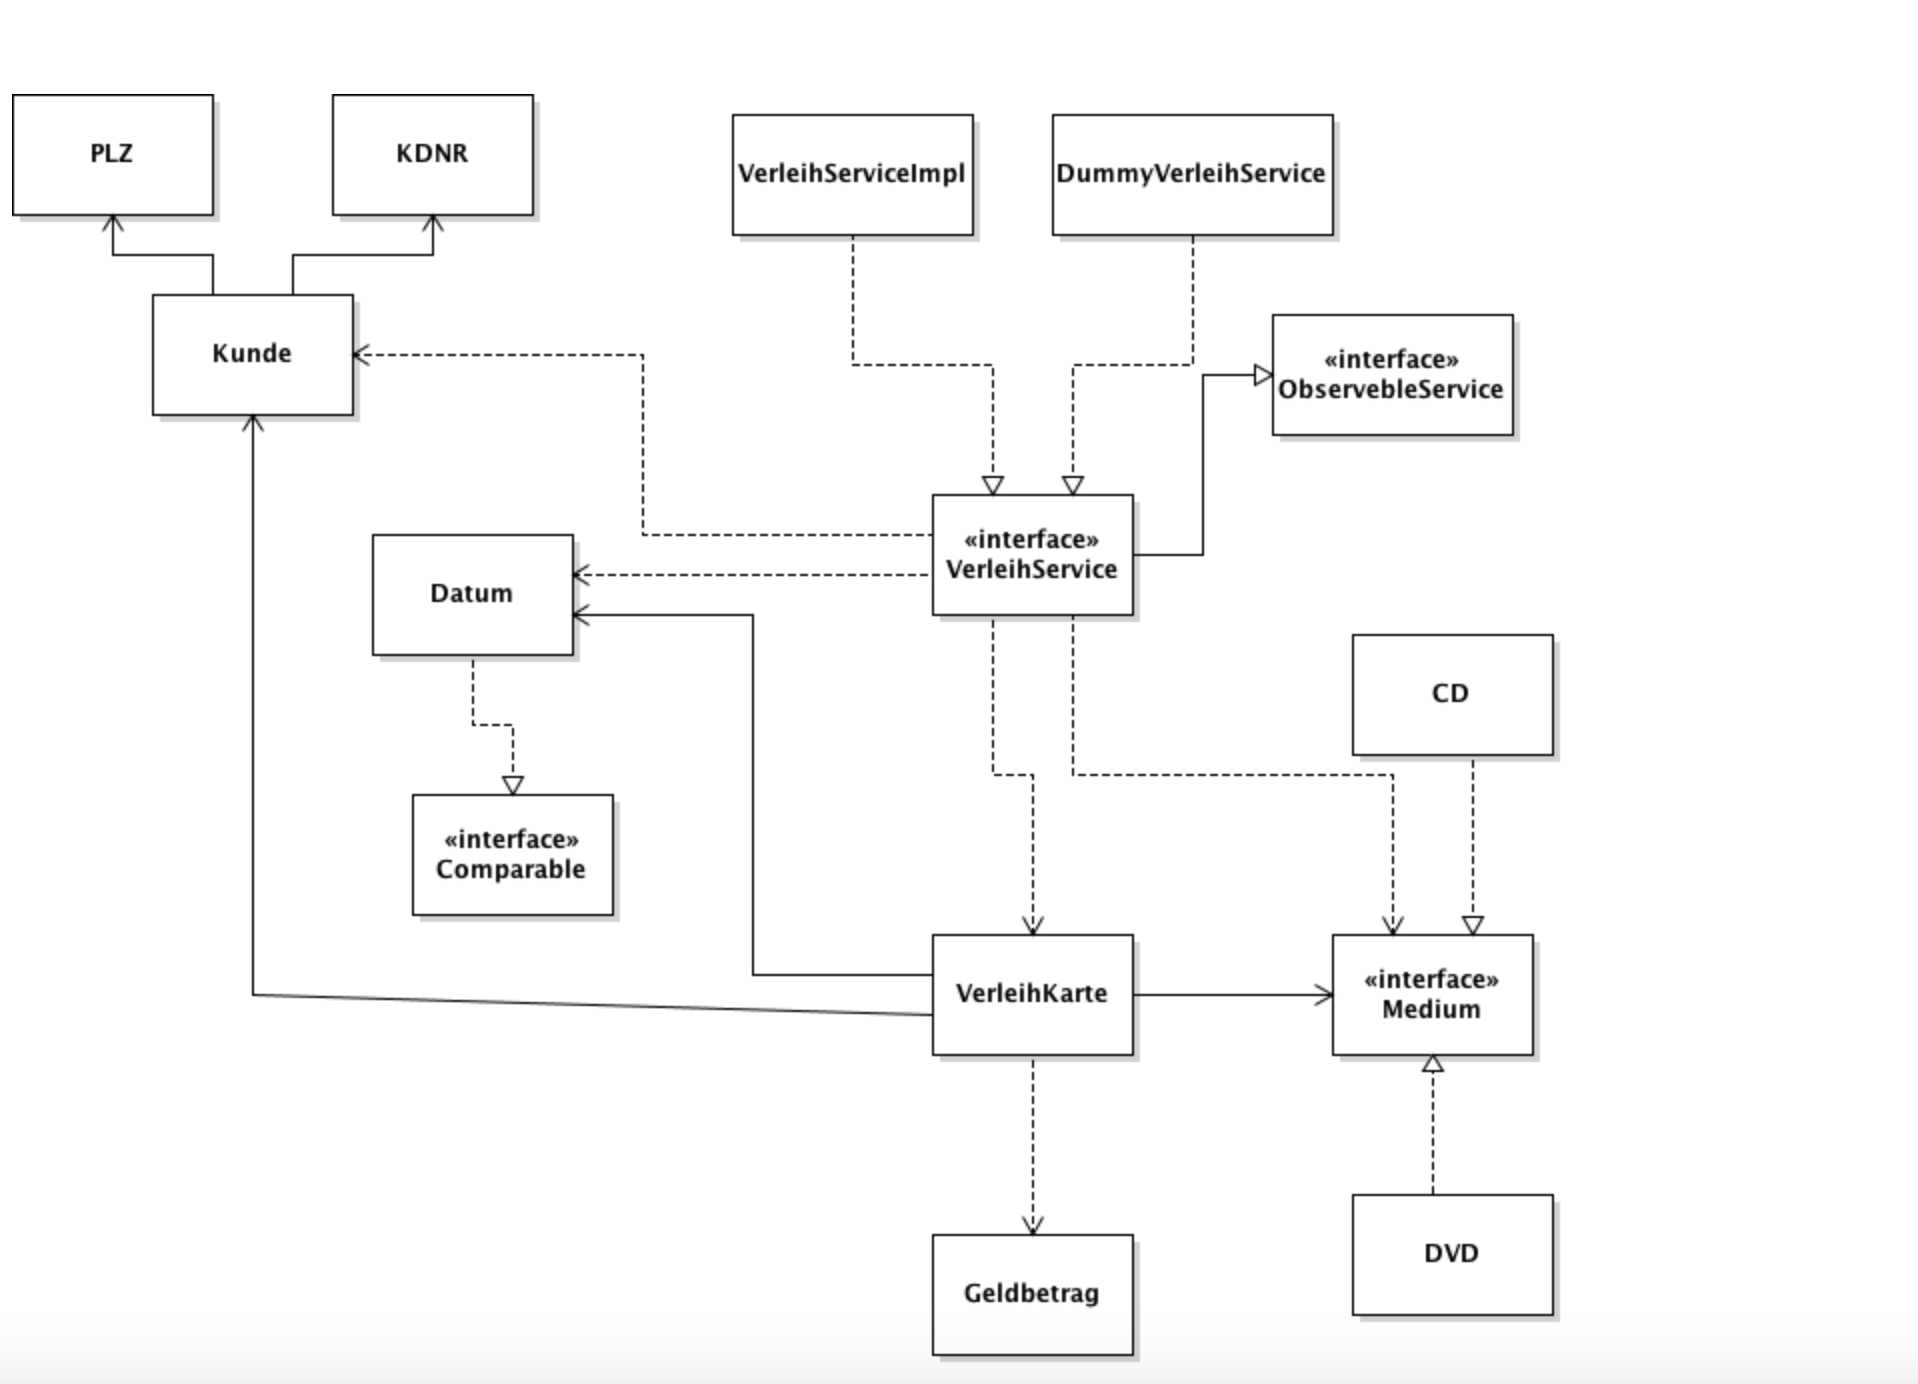 PLZ
KDNR
VerleihServiceImpl
DummyVerleihService
Kunde
«interface»
ObservebleService
«interface»
VerleihService
Datum
CD
«interface»
Comparable
VerleihKarte
«interface»
Medium
DVD
Geldbetrag